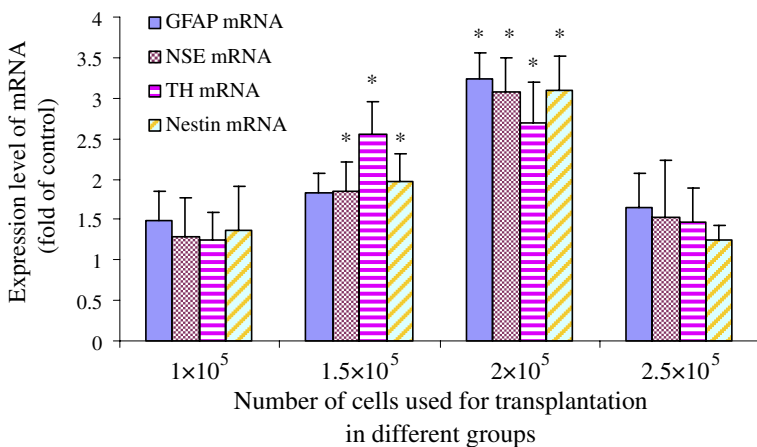 Expression level of mRNA
(fold of control)
4
3.5
3
2.5
2
1.5
1
0.5
0
GFAP mRNA
NSE mRNA
TH mRNA
Nestin mRNA
* * *
* * * *
1×10⁵ 1.5×10⁵ 2×10⁵ 2.5×10⁵
Number of cells used for transplantation
in different groups